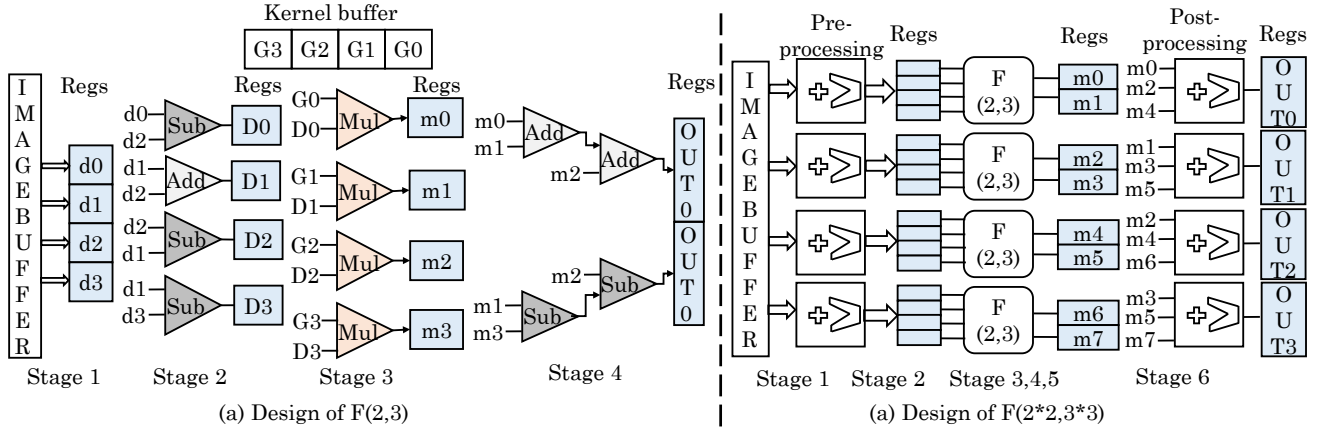 Kernel buffer
G3 G2 G1 G0
IMAGEBUFFER
Regs
d0
d1
d2
d3
Stage 1
d0
d2
Sub
d1
d2
Add
d2
d1
Sub
d1
d3
Sub
Stage 2
Regs
D0
D1
D2
D3
G0
D0
Mul
G1
D1
Mul
G2
D2
Mul
G3
D3
Mul
Stage 3
Regs
m0
m1
m2
m3
m0
m1
Add
m2
Add
m2
Sub
m1
m3
Sub
Stage 4
Regs
OUT0
OUT0
(a) Design of F(2,3)
IMAGEBUFFER
Stage 1
Pre-
processing
Regs
Stage 2
F
(2,3)
F
(2,3)
F
(2,3)
F
(2,3)
Stage 3,4,5
Regs
m0
m1
m2
m3
m4
m5
m6
m7
Post-
processing
m0
m2
m4
m1
m3
m5
m2
m4
m6
m3
m5
m7
Stage 6
Regs
O
U
T0
O
U
T1
O
U
T2
O
U
T3
(a) Design of F(2*2,3*3)